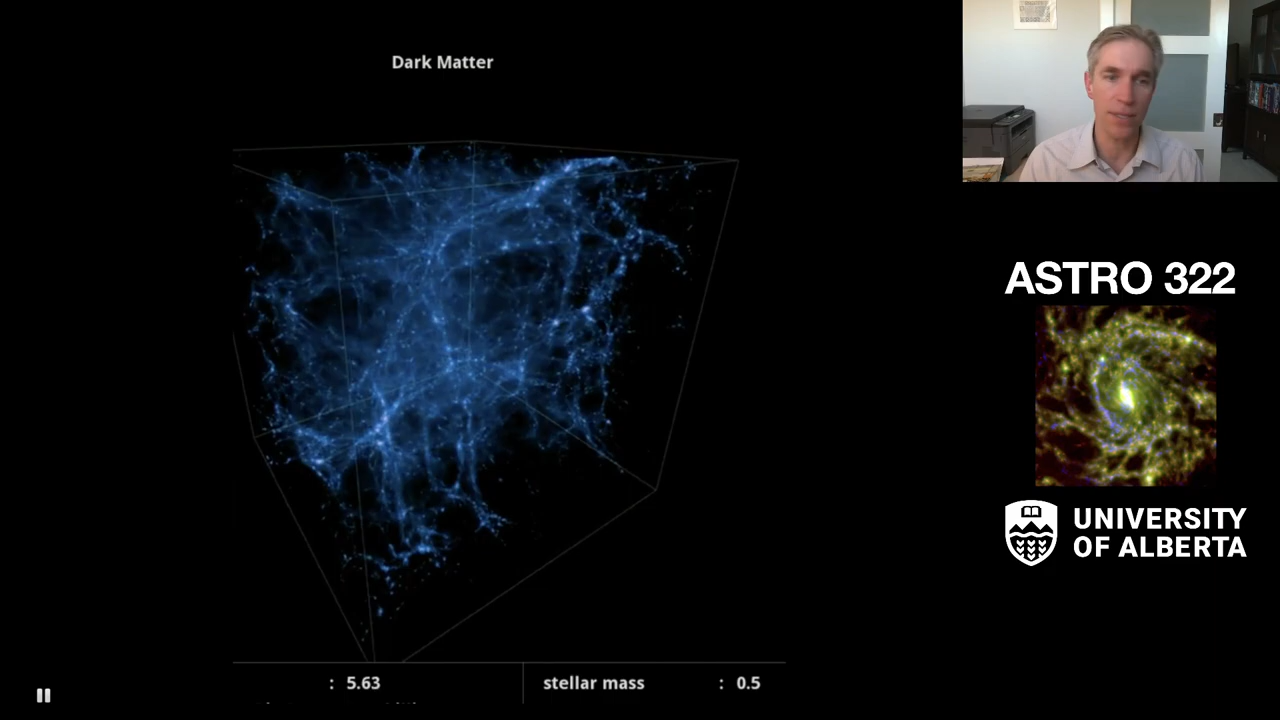 Dark Matter
: 5.63
stellar mass : 0.5
ASTRO 322
UNIVERSITY
OF ALBERTA